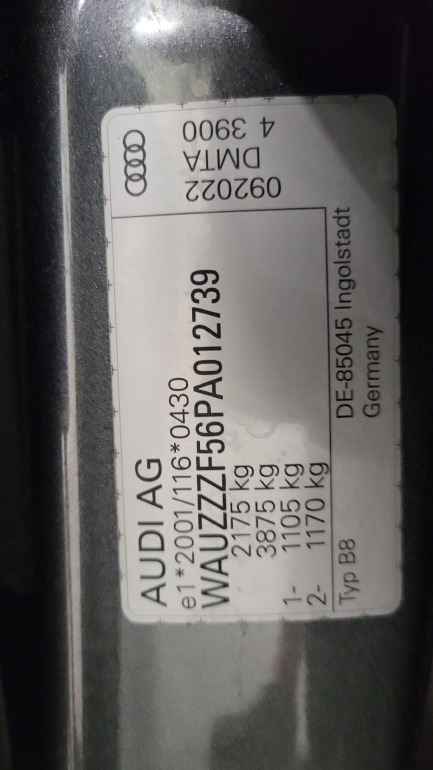 AUDI AG
e1*2001/116*0430
WAUZZZF56PA012739
2175 kg
3875 kg
1- 1105 kg
2- 1170 kg
Typ B8
DE-85045 Ingolstadt
Germany
092022
DMTA
4 3900